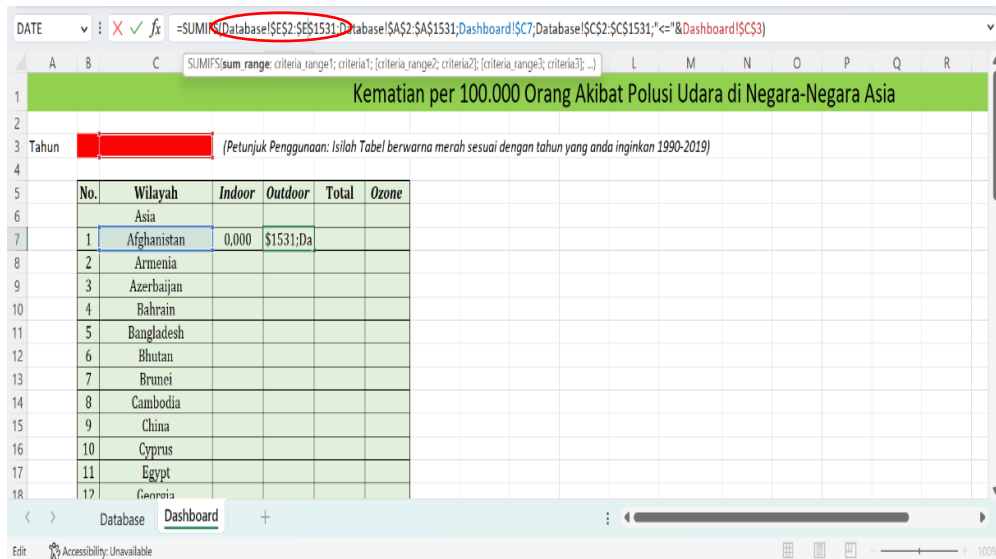 DATE =SUMIFS(Database!$E$2:$E$1531;Database!$A$2:$A$1531;Dashboard!$C7;Database!$C$2:$C$1531;"<="&Dashboard!$C$3)
SUMIFS(sum_range; criteria_range1; criteria1; [criteria_range2; criteria2]; [criteria_range3; criteria3]; ...)
A B C L M N O P Q R
1 Kematian per 100.000 Orang Akibat Polusi Udara di Negara-Negara Asia
2
3 Tahun (Petunjuk Penggunaan: Isilah Tabel berwarna merah sesuai dengan tahun yang anda inginkan 1990-2019)
4
5 No. Wilayah Indoor Outdoor Total Ozone
6 Asia
7 1 Afghanistan 0,000 $1531;Da
8 2 Armenia
9 3 Azerbaijan
10 4 Bahrain
11 5 Bangladesh
12 6 Bhutan
13 7 Brunei
14 8 Cambodia
15 9 China
16 10 Cyprus
17 11 Egypt
18 12 Georgia
Database Dashboard
Edit Accessibility: Unavailable 100%